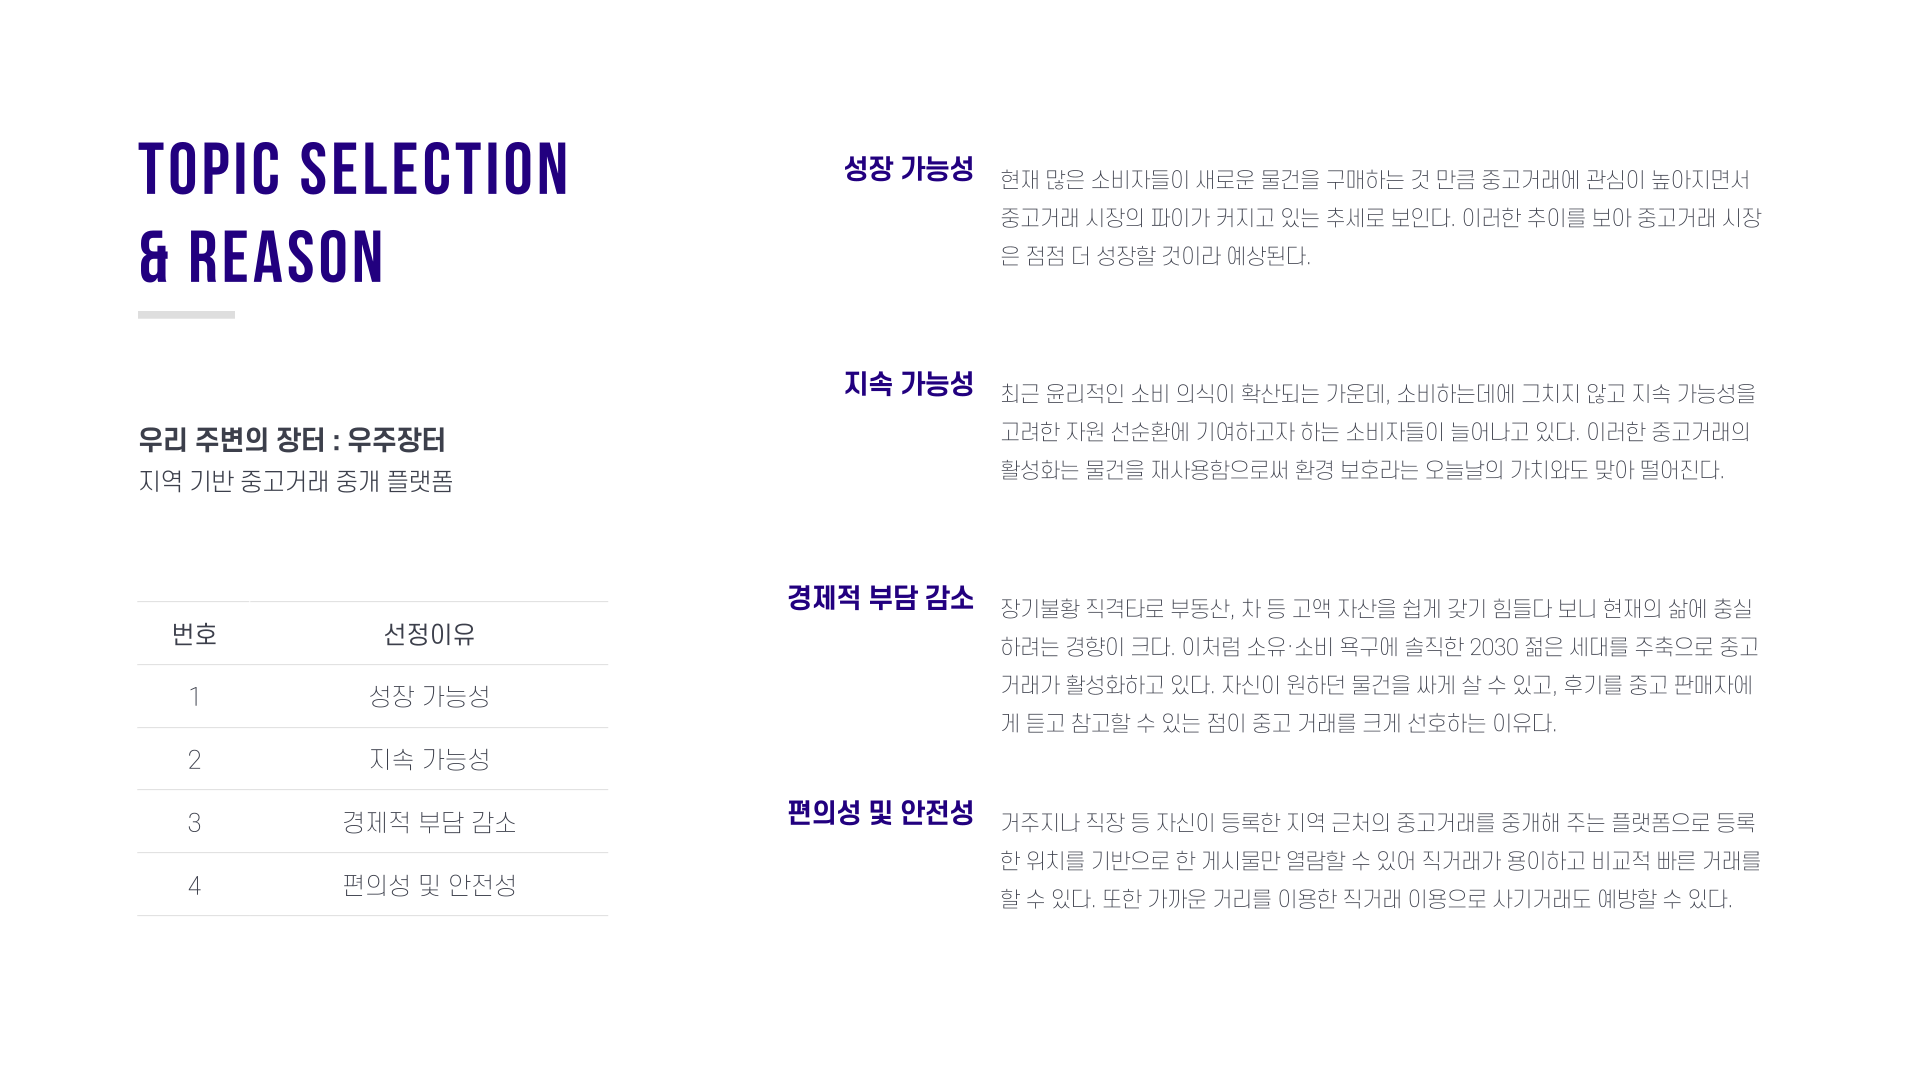 TOPIC SELECTION
& REASON
우리 주변의 장터 : 우주장터
지역 기반 중고거래 중개 플랫폼
번호 선정이유
1 성장 가능성
2 지속 가능성
3 경제적 부담 감소
4 편의성 및 안전성
성장 가능성
현재 많은 소비자들이 새로운 물건을 구매하는 것 만큼 중고거래에 관심이 높아지면서
중고거래 시장의 파이가 커지고 있는 추세로 보인다. 이러한 추이를 보아 중고거래 시장
은 점점 더 성장할 것이라 예상된다.
지속 가능성
최근 윤리적인 소비 의식이 확산되는 가운데, 소비하는데에 그치지 않고 지속 가능성을
고려한 자원 선순환에 기여하고자 하는 소비자들이 늘어나고 있다. 이러한 중고거래의
활성화는 물건을 재사용함으로써 환경 보호라는 오늘날의 가치와도 맞아 떨어진다.
경제적 부담 감소
장기불황 직격타로 부동산, 차 등 고액 자산을 쉽게 갖기 힘들다 보니 현재의 삶에 충실
하려는 경향이 크다. 이처럼 소유·소비 욕구에 솔직한 2030 젊은 세대를 주축으로 중고
거래가 활성화하고 있다. 자신이 원하던 물건을 싸게 살 수 있고, 후기를 중고 판매자에
게 듣고 참고할 수 있는 점이 중고 거래를 크게 선호하는 이유다.
편의성 및 안전성
거주지나 직장 등 자신이 등록한 지역 근처의 중고거래를 중개해 주는 플랫폼으로 등록
한 위치를 기반으로 한 게시물만 열람할 수 있어 직거래가 용이하고 비교적 빠른 거래를
할 수 있다. 또한 가까운 거리를 이용한 직거래 이용으로 사기거래도 예방할 수 있다.